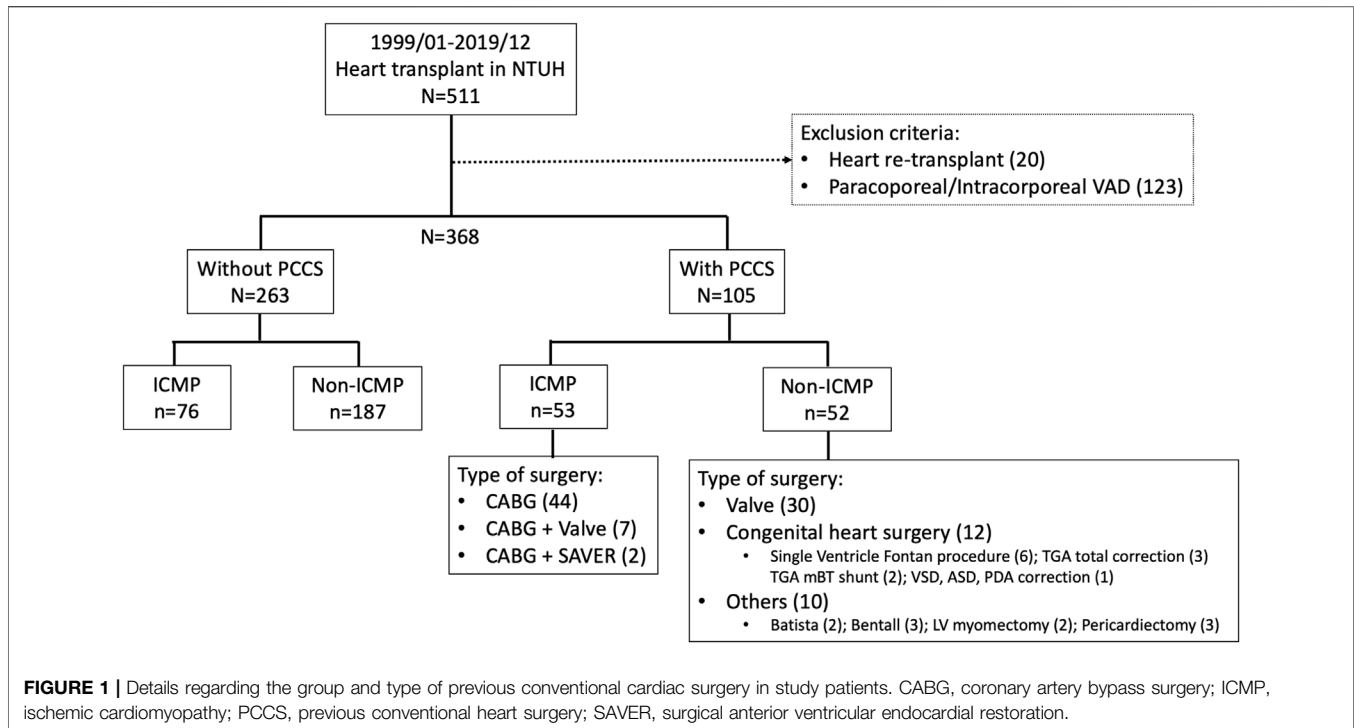 1999/01-2019/12
Heart transplant in NTUH
N=511
Exclusion criteria:
• Heart re-transplant (20)
• Paracoporeal/Intracorporeal VAD (123)
N=368
Without PCCS
N=263
With PCCS
N=105
ICMP
n=76
Non-ICMP
n=187
ICMP
n=53
Non-ICMP
n=52
Type of surgery:
• CABG (44)
• CABG + Valve (7)
• CABG + SAVER (2)
Type of surgery:
• Valve (30)
• Congenital heart surgery (12)
• Single Ventricle Fontan procedure (6); TGA total correction (3)
TGA mBT shunt (2); VSD, ASD, PDA correction (1)
• Others (10)
• Batista (2); Bentall (3); LV myomectomy (2); Pericardiectomy (3)
FIGURE 1 | Details regarding the group and type of previous conventional cardiac surgery in study patients. CABG, coronary artery bypass surgery; ICMP,
ischemic cardiomyopathy; PCCS, previous conventional heart surgery; SAVER, surgical anterior ventricular endocardial restoration.